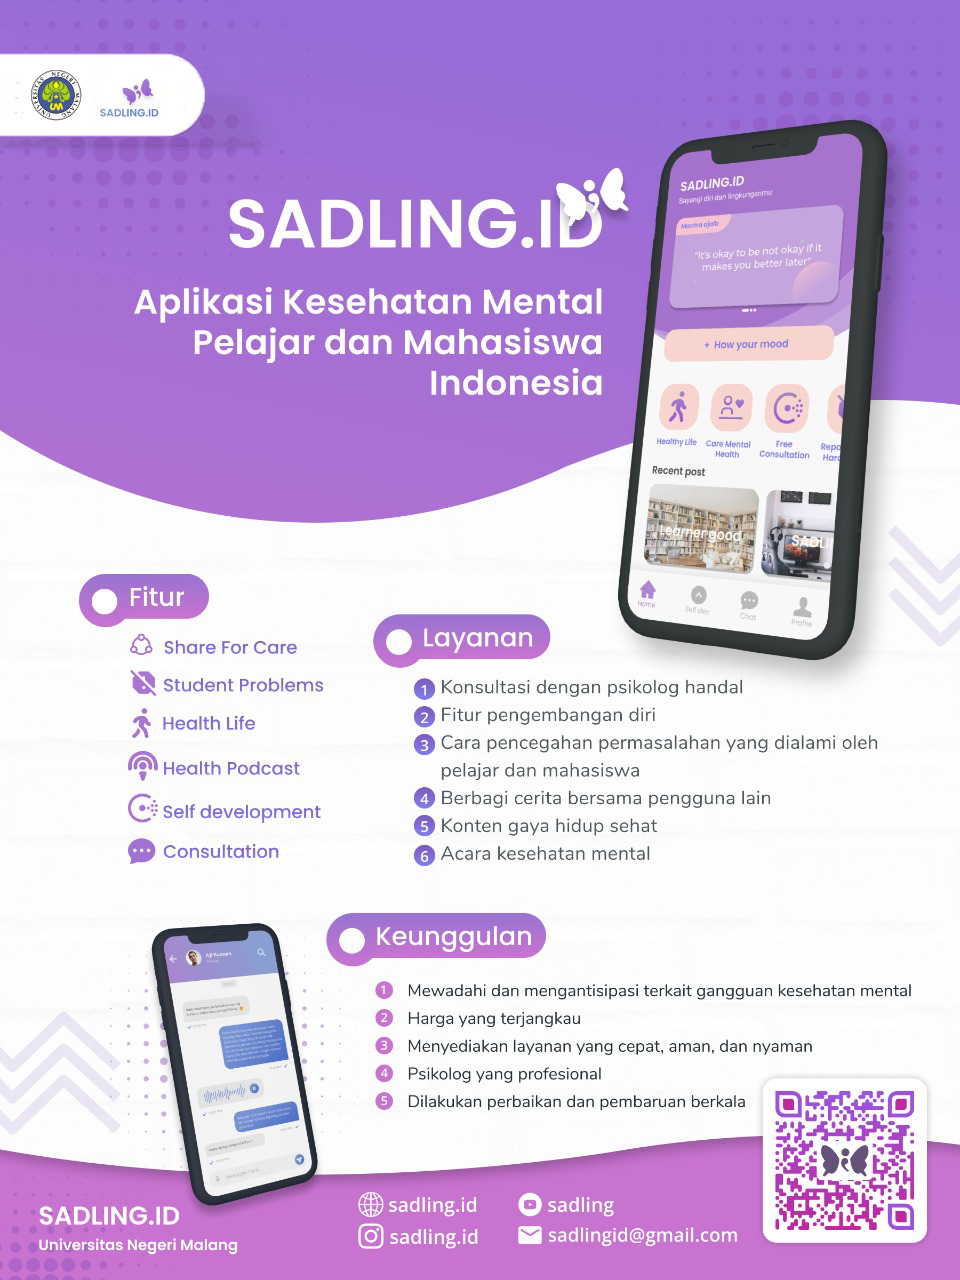 UNIVERSITAS NEGERI MALANG
UM
SADLING.ID
SADLING.ID
Aplikasi Kesehatan Mental
Pelajar dan Mahasiswa
Indonesia
SADLING.ID
Sayangi diri dan lingkunganmu
Mantra ajaib
"It's okay to be not okay if it
makes you better later"
+ How your mood
Healthy Life
Care Mental
Health
Free
Consultation
Recent post
Learner good
SADLI
Home
Self dev
Chat
Profile
Fitur
Share For Care
Student Problems
Health Life
Health Podcast
Self development
Consultation
Layanan
1 Konsultasi dengan psikolog handal
2 Fitur pengembangan diri
3 Cara pencegahan permasalahan yang dialami oleh
pelajar dan mahasiswa
4 Berbagi cerita bersama pengguna lain
5 Konten gaya hidup sehat
6 Acara kesehatan mental
Keunggulan
1 Mewadahi dan mengantisipasi terkait gangguan kesehatan mental
2 Harga yang terjangkau
3 Menyediakan layanan yang cepat, aman, dan nyaman
4 Psikolog yang profesional
5 Dilakukan perbaikan dan pembaruan berkala
SADLING.ID
Universitas Negeri Malang
sadling.id
sadling
sadling.id
sadlingid@gmail.com